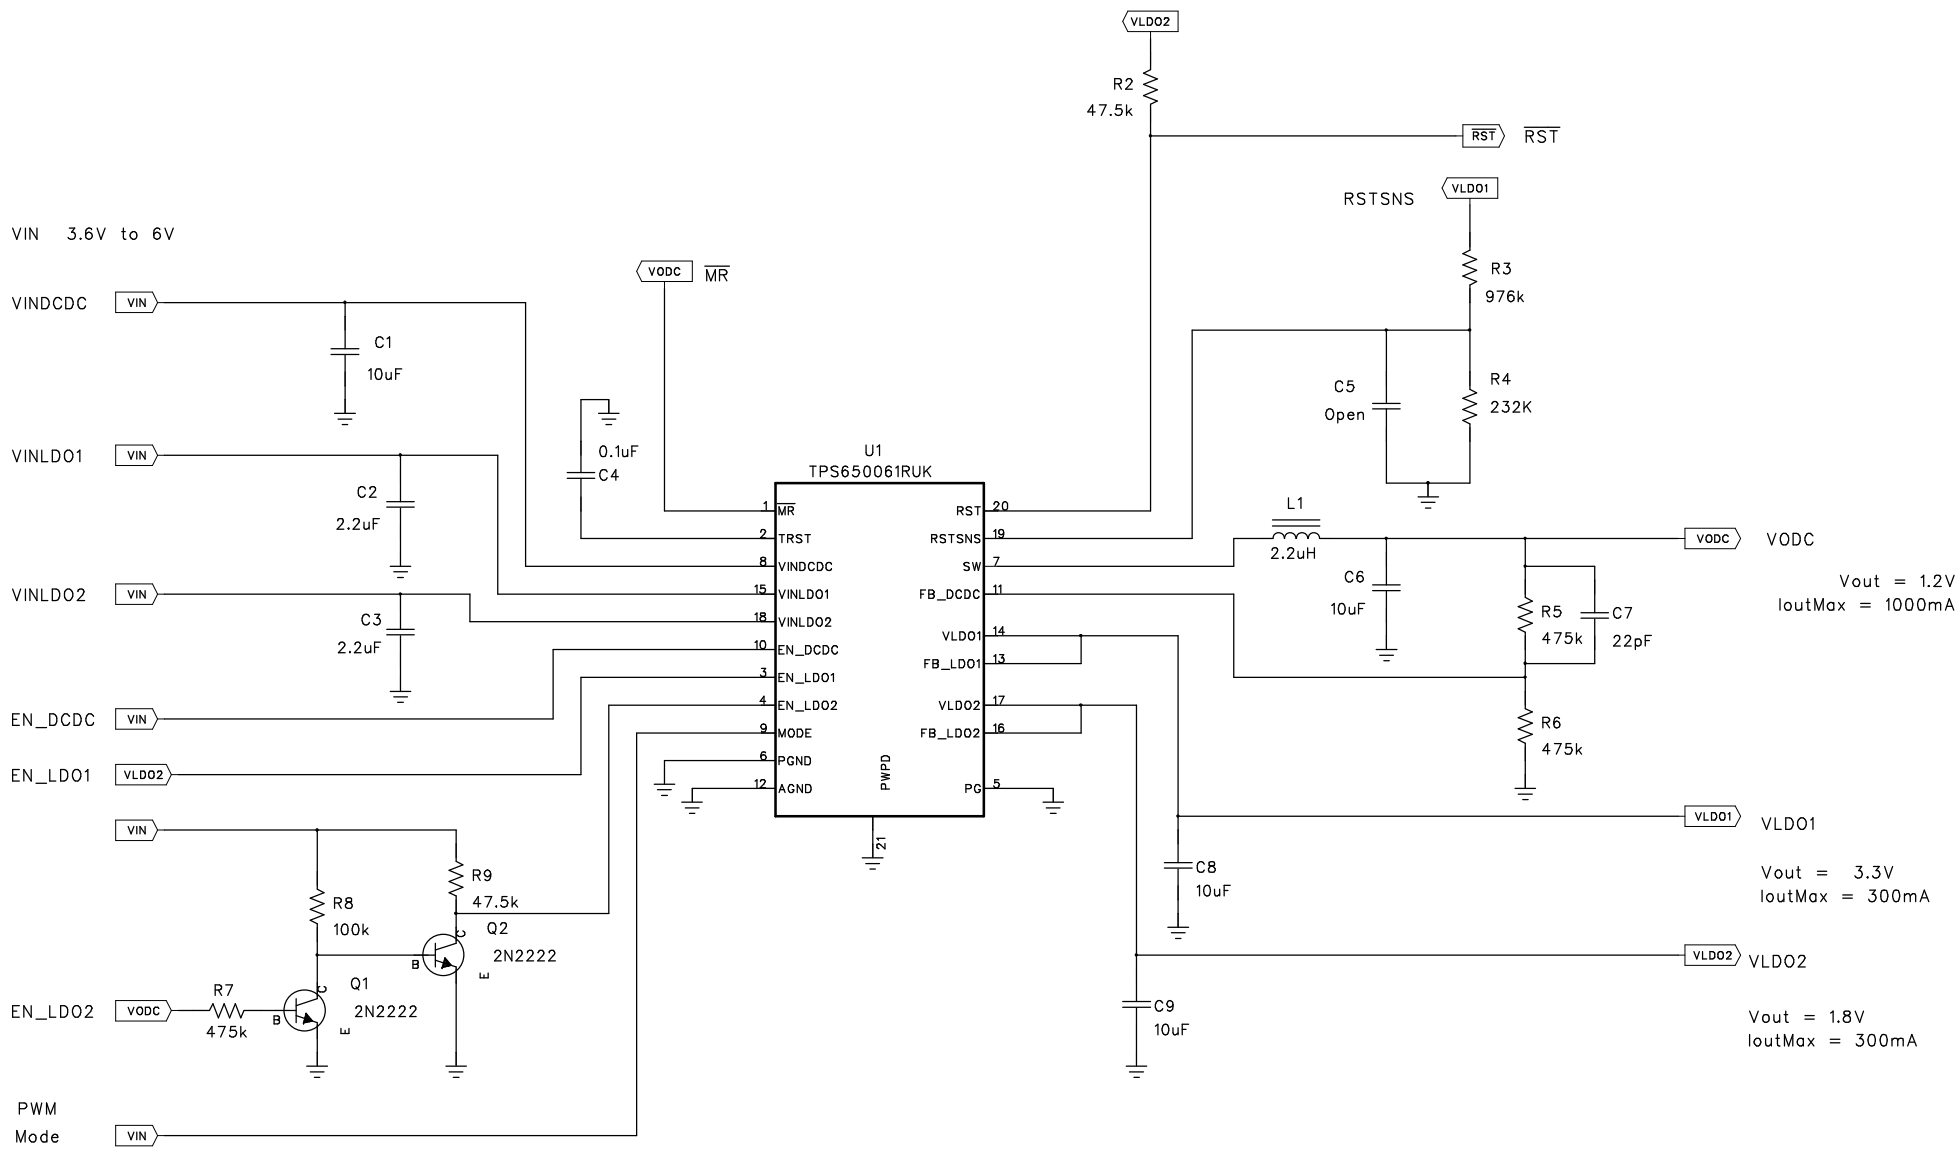 VLDO2
R2
47.5k
RST
RST
RSTSNS
VLDO1
R3
976k
R4
232K
C5
Open
VIN 3.6V to 6V
VODC
MR
VINDCDC
VIN
C1
10uF
VINLDO1
VIN
C2
2.2uF
0.1uF
C4
VINLDO2
VIN
C3
2.2uF
U1
TPS650061RUK
1
MR
2
TRST
8
VINDCDC
15
VINLDO1
18
VINLDO2
10
EN_DCDC
3
EN_LDO1
4
EN_LDO2
9
MODE
6
PGND
12
AGND
PWPD
21
RST
20
RSTSNS
19
SW
7
FB_DCDC
11
VLDO1
14
FB_LDO1
13
VLDO2
17
FB_LDO2
16
PG
5
L1
2.2uH
C6
10uF
R5
475k
C7
22pF
R6
475k
VODC
VODC
Vout = 1.2V
IoutMax = 1000mA
EN_DCDC
VIN
EN_LDO1
VLDO2
VIN
R8
100k
R9
47.5k
C
Q2
2N2222
B
E
C
Q1
2N2222
B
E
EN_LDO2
VODC
R7
475k
PWM
Mode
VIN
VLDO1
VLDO1
C8
10uF
Vout = 3.3V
IoutMax = 300mA
VLDO2
VLDO2
C9
10uF
Vout = 1.8V
IoutMax = 300mA